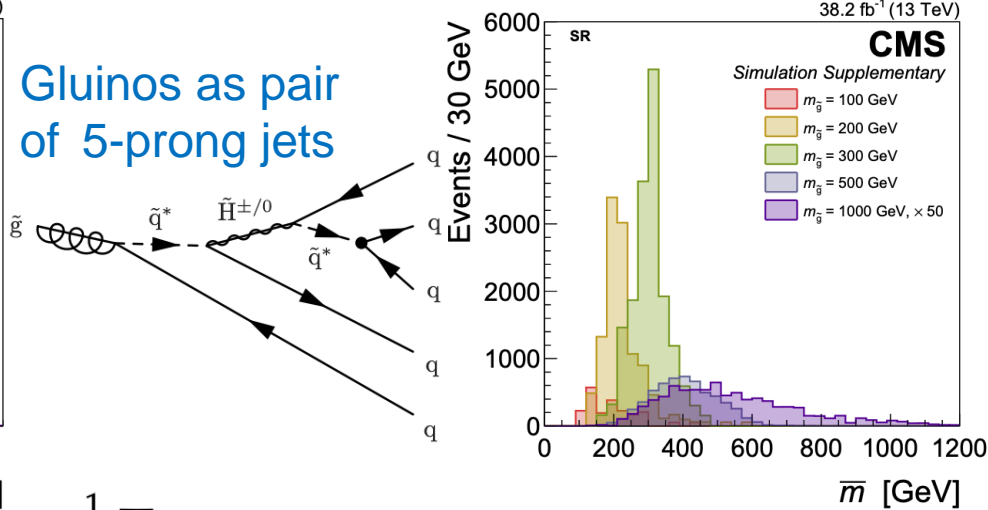 Gluinos as pair
of 5-prong jets
g̃
q̃*
H̃±/0
q̃*
q
q
q
q
q
38.2 fb⁻¹ (13 TeV)
SR
CMS
Simulation Supplementary
m_g̃ = 100 GeV
m_g̃ = 200 GeV
m_g̃ = 300 GeV
m_g̃ = 500 GeV
m_g̃ = 1000 GeV, × 50
Events / 30 GeV
6000
5000
4000
3000
2000
1000
0
0 200 400 600 800 1000 1200
m̅ [GeV]
1